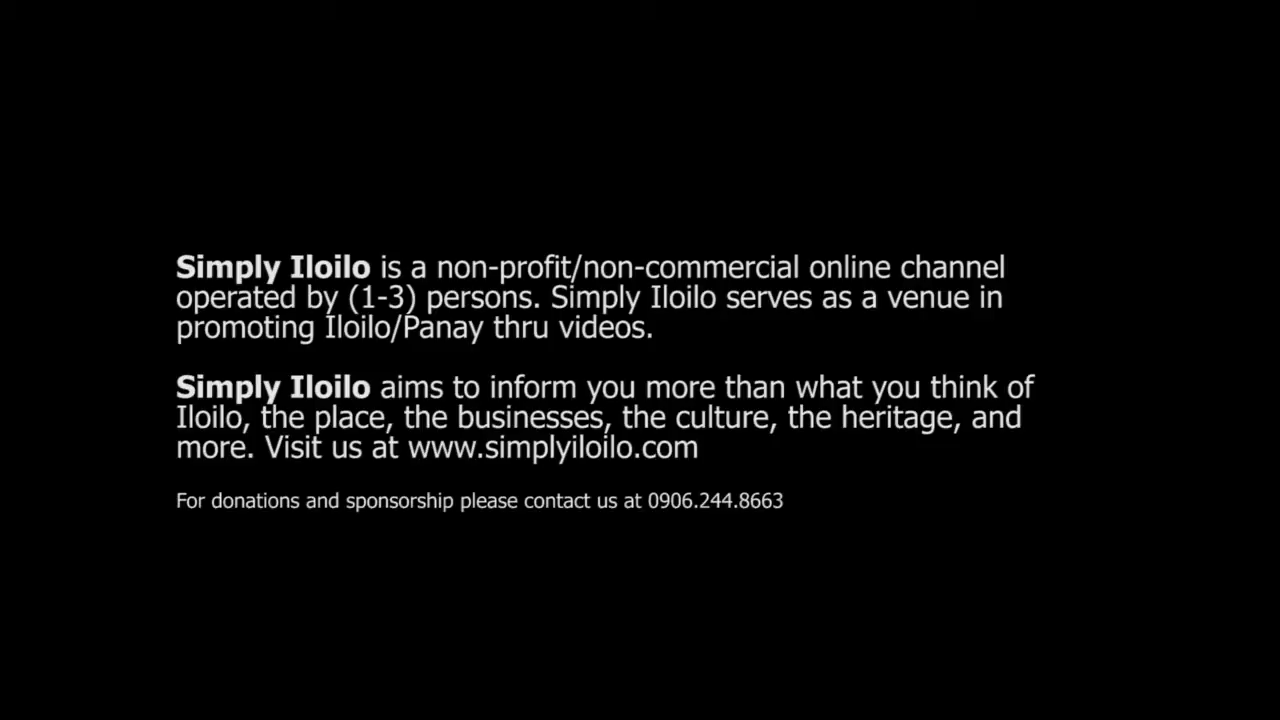 Simply Iloilo is a non-profit/non-commercial online channel
operated by (1-3) persons. Simply Iloilo serves as a venue in
promoting Iloilo/Panay thru videos.
Simply Iloilo aims to inform you more than what you think of
Iloilo, the place, the businesses, the culture, the heritage, and
more. Visit us at www.simplyiloilo.com
For donations and sponsorship please contact us at 0906.244.8663